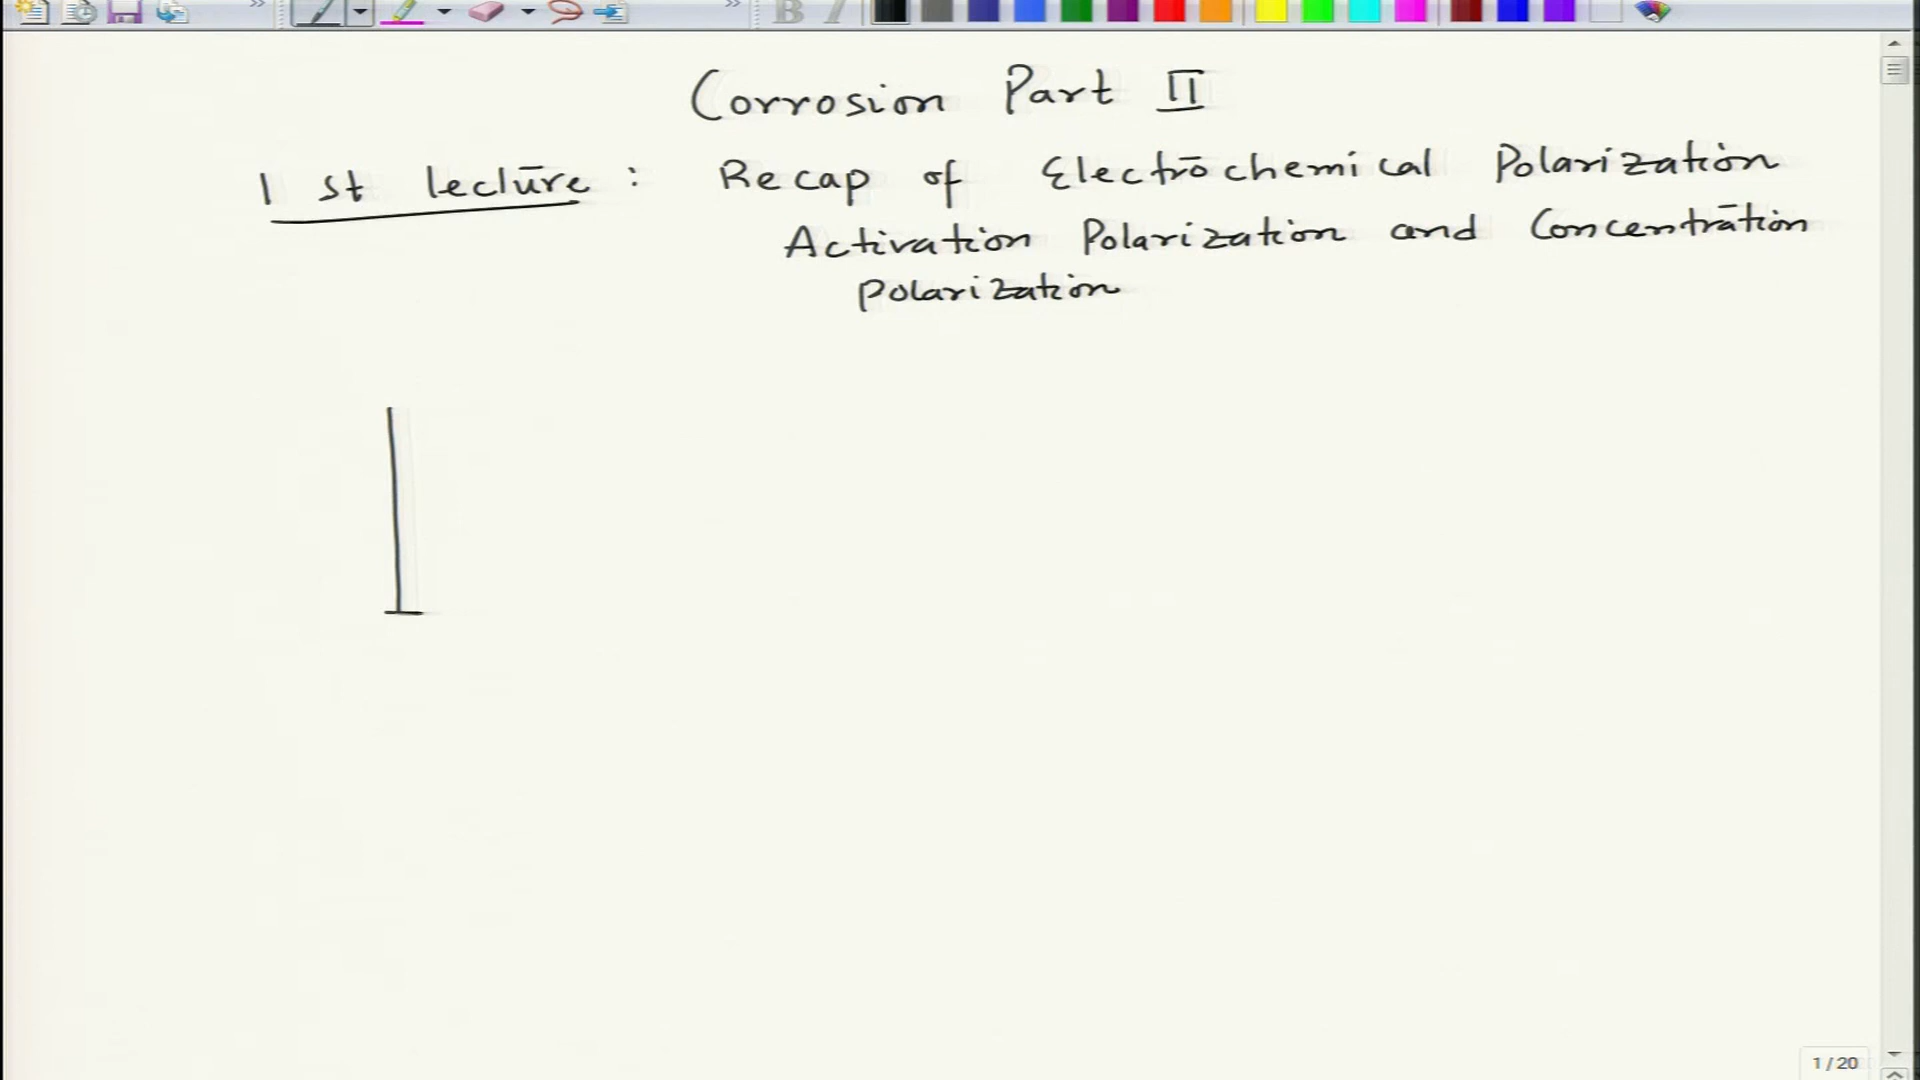 Corrosion Part II
1 st lecture : Recap of Electrochemical Polarization
Activation Polarization and Concentration
polarization
1 / 20